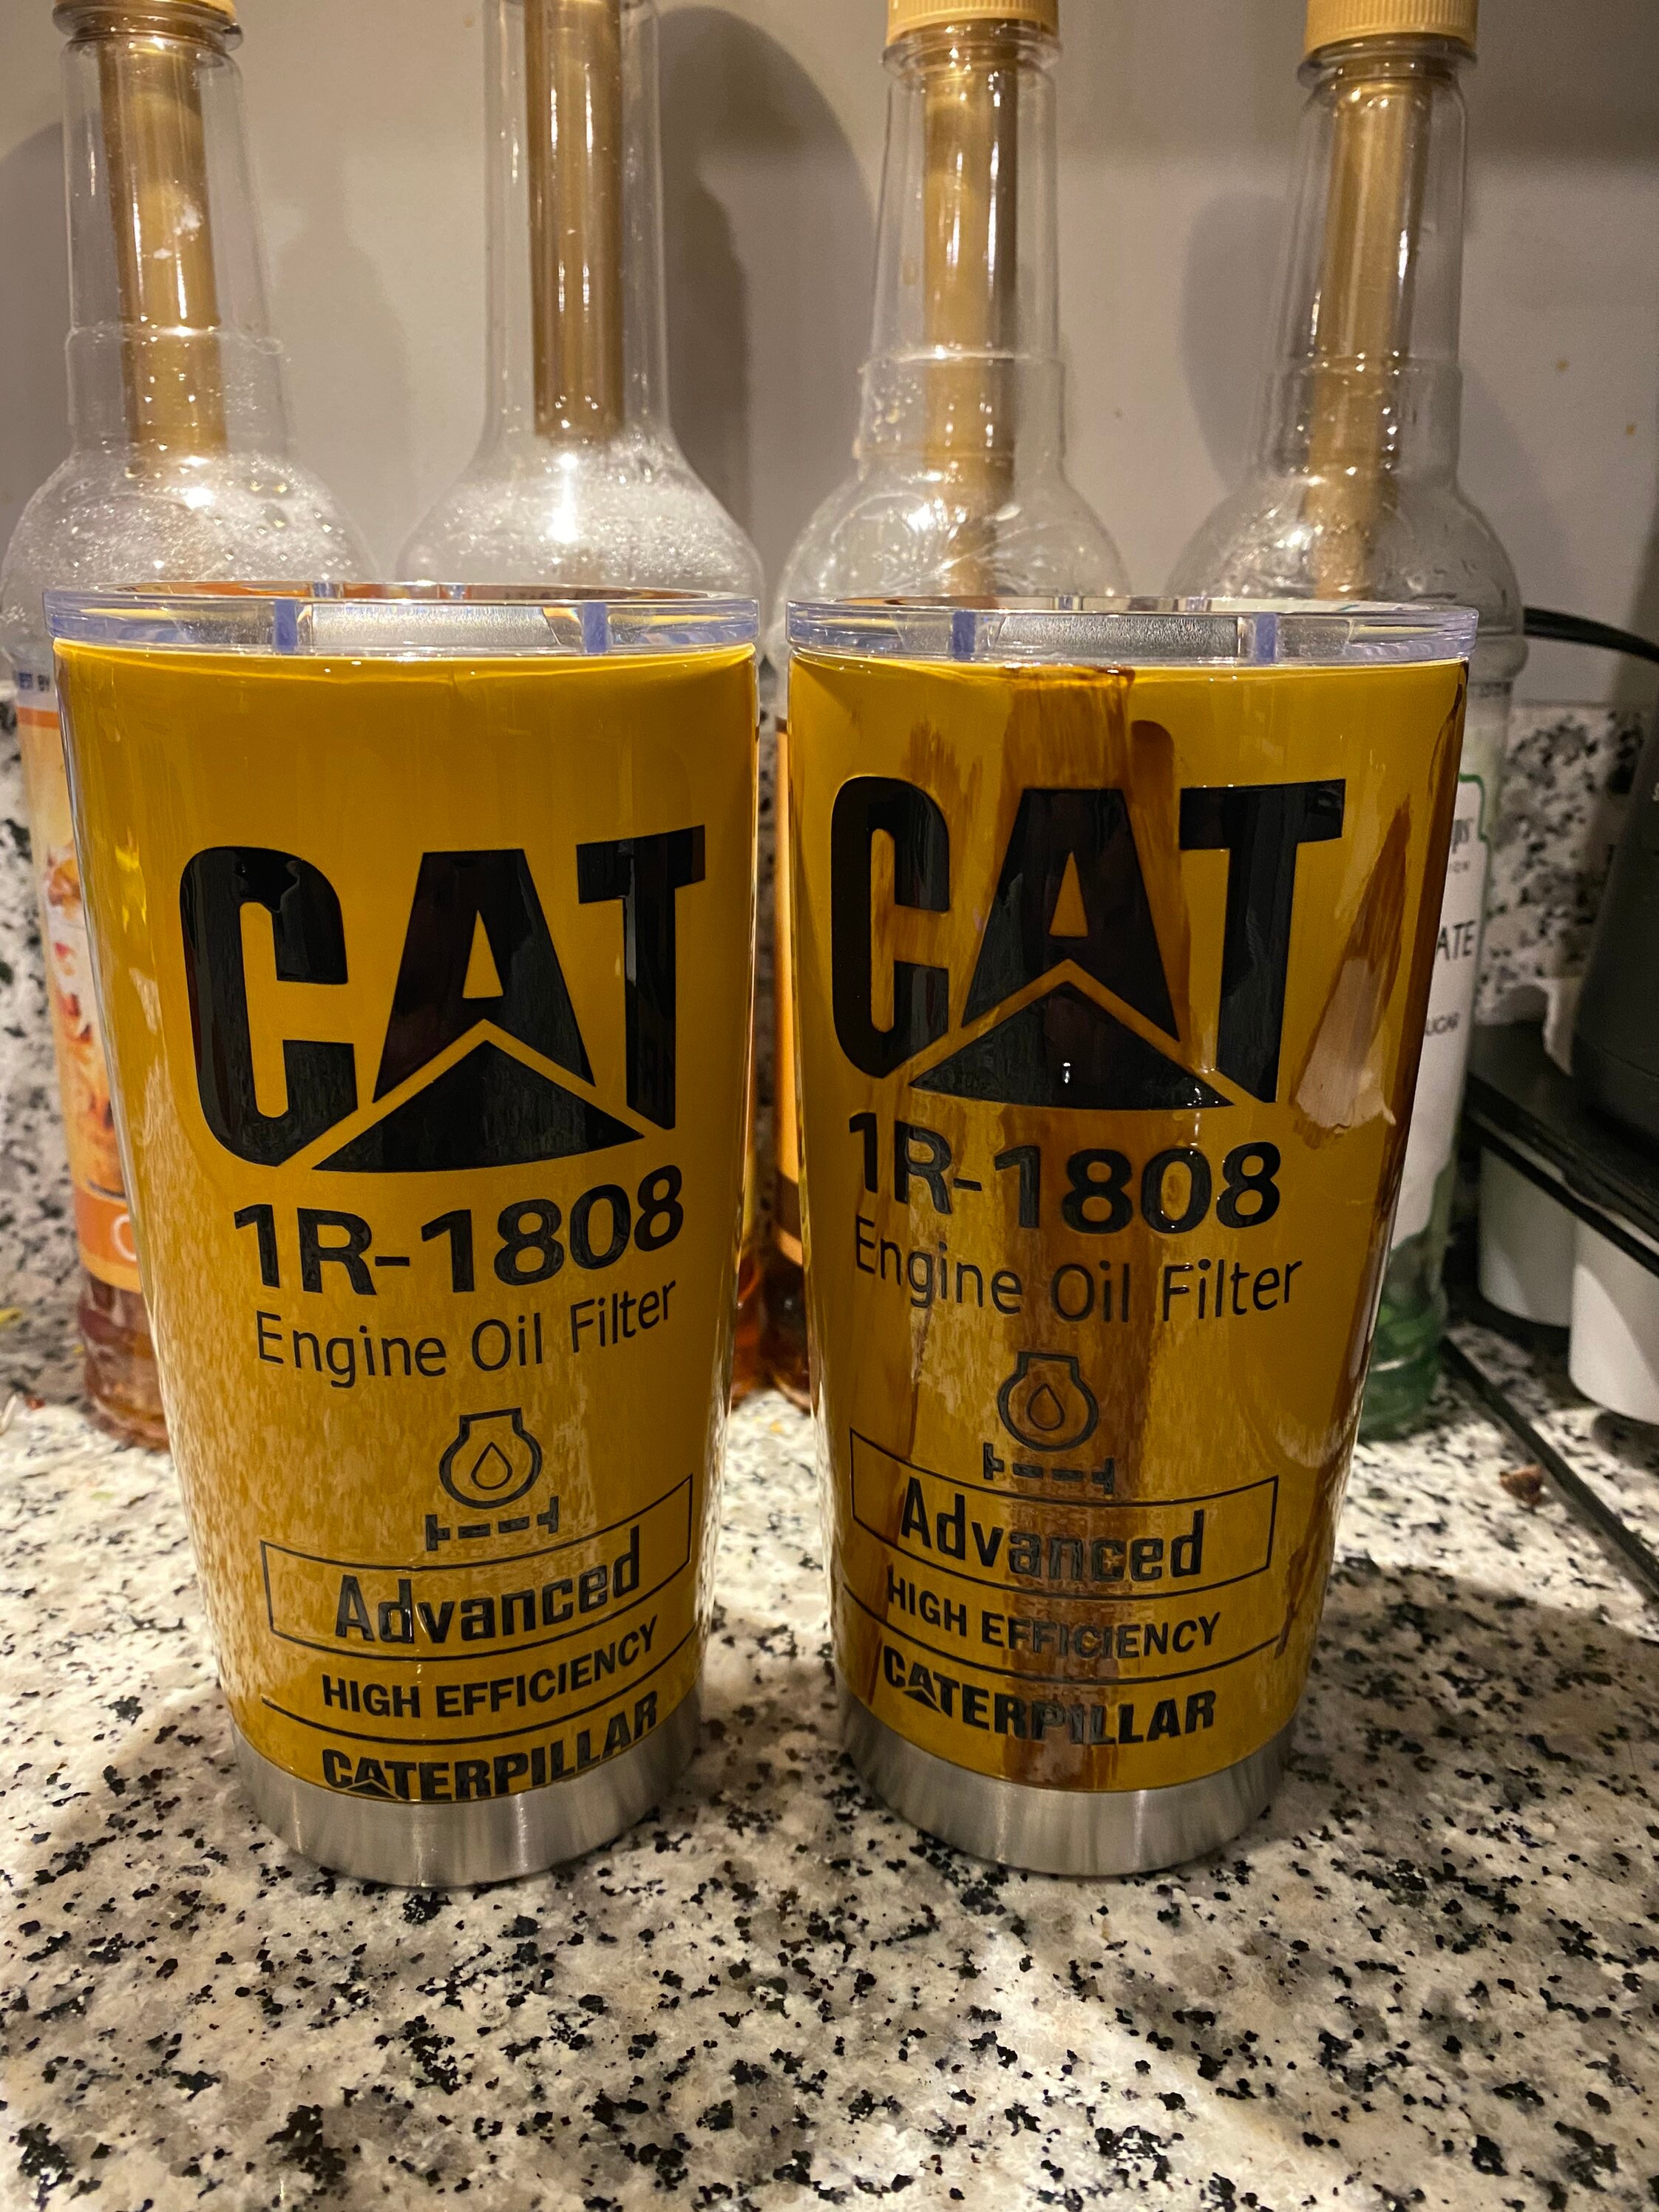 CAT
1R-1808
Engine Oil Filter
Advanced
HIGH EFFICIENCY
CATERPILLAR
CAT
1R-1808
Engine Oil Filter
Advanced
HIGH EFFICIENCY
CATERPILLAR